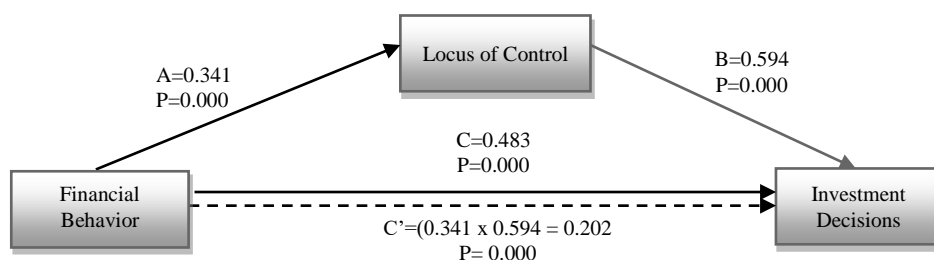 Locus of Control
A=0.341
P=0.000
B=0.594
P=0.000
C=0.483
P=0.000
Financial
Behavior
Investment
Decisions
C’=(0.341 x 0.594 = 0.202
P= 0.000